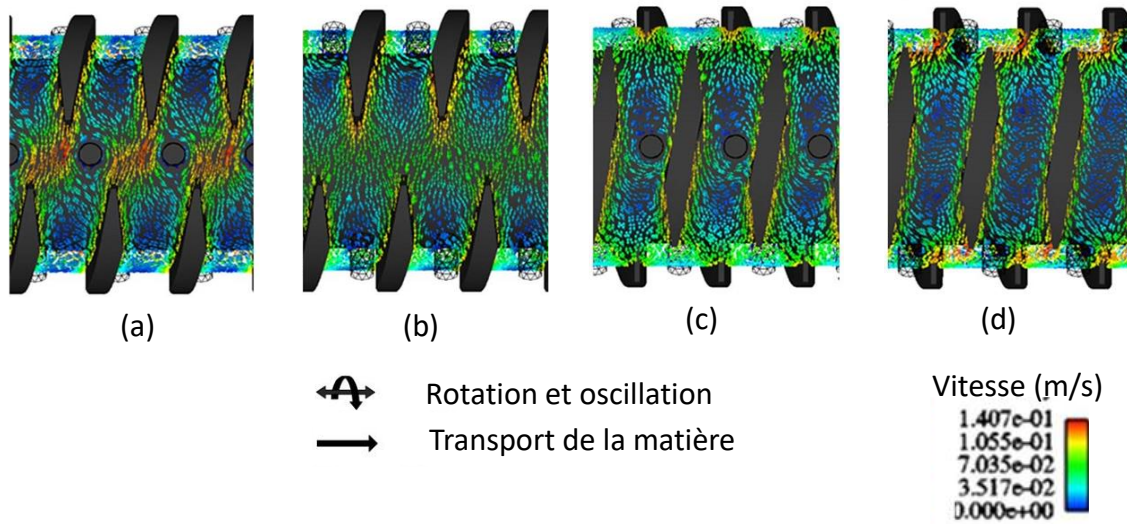 (a)
(b)
(c)
(d)
Rotation et oscillation
Transport de la matière
Vitesse (m/s)
1.407e-01
1.055e-01
7.035e-02
3.517e-02
0.000e+00